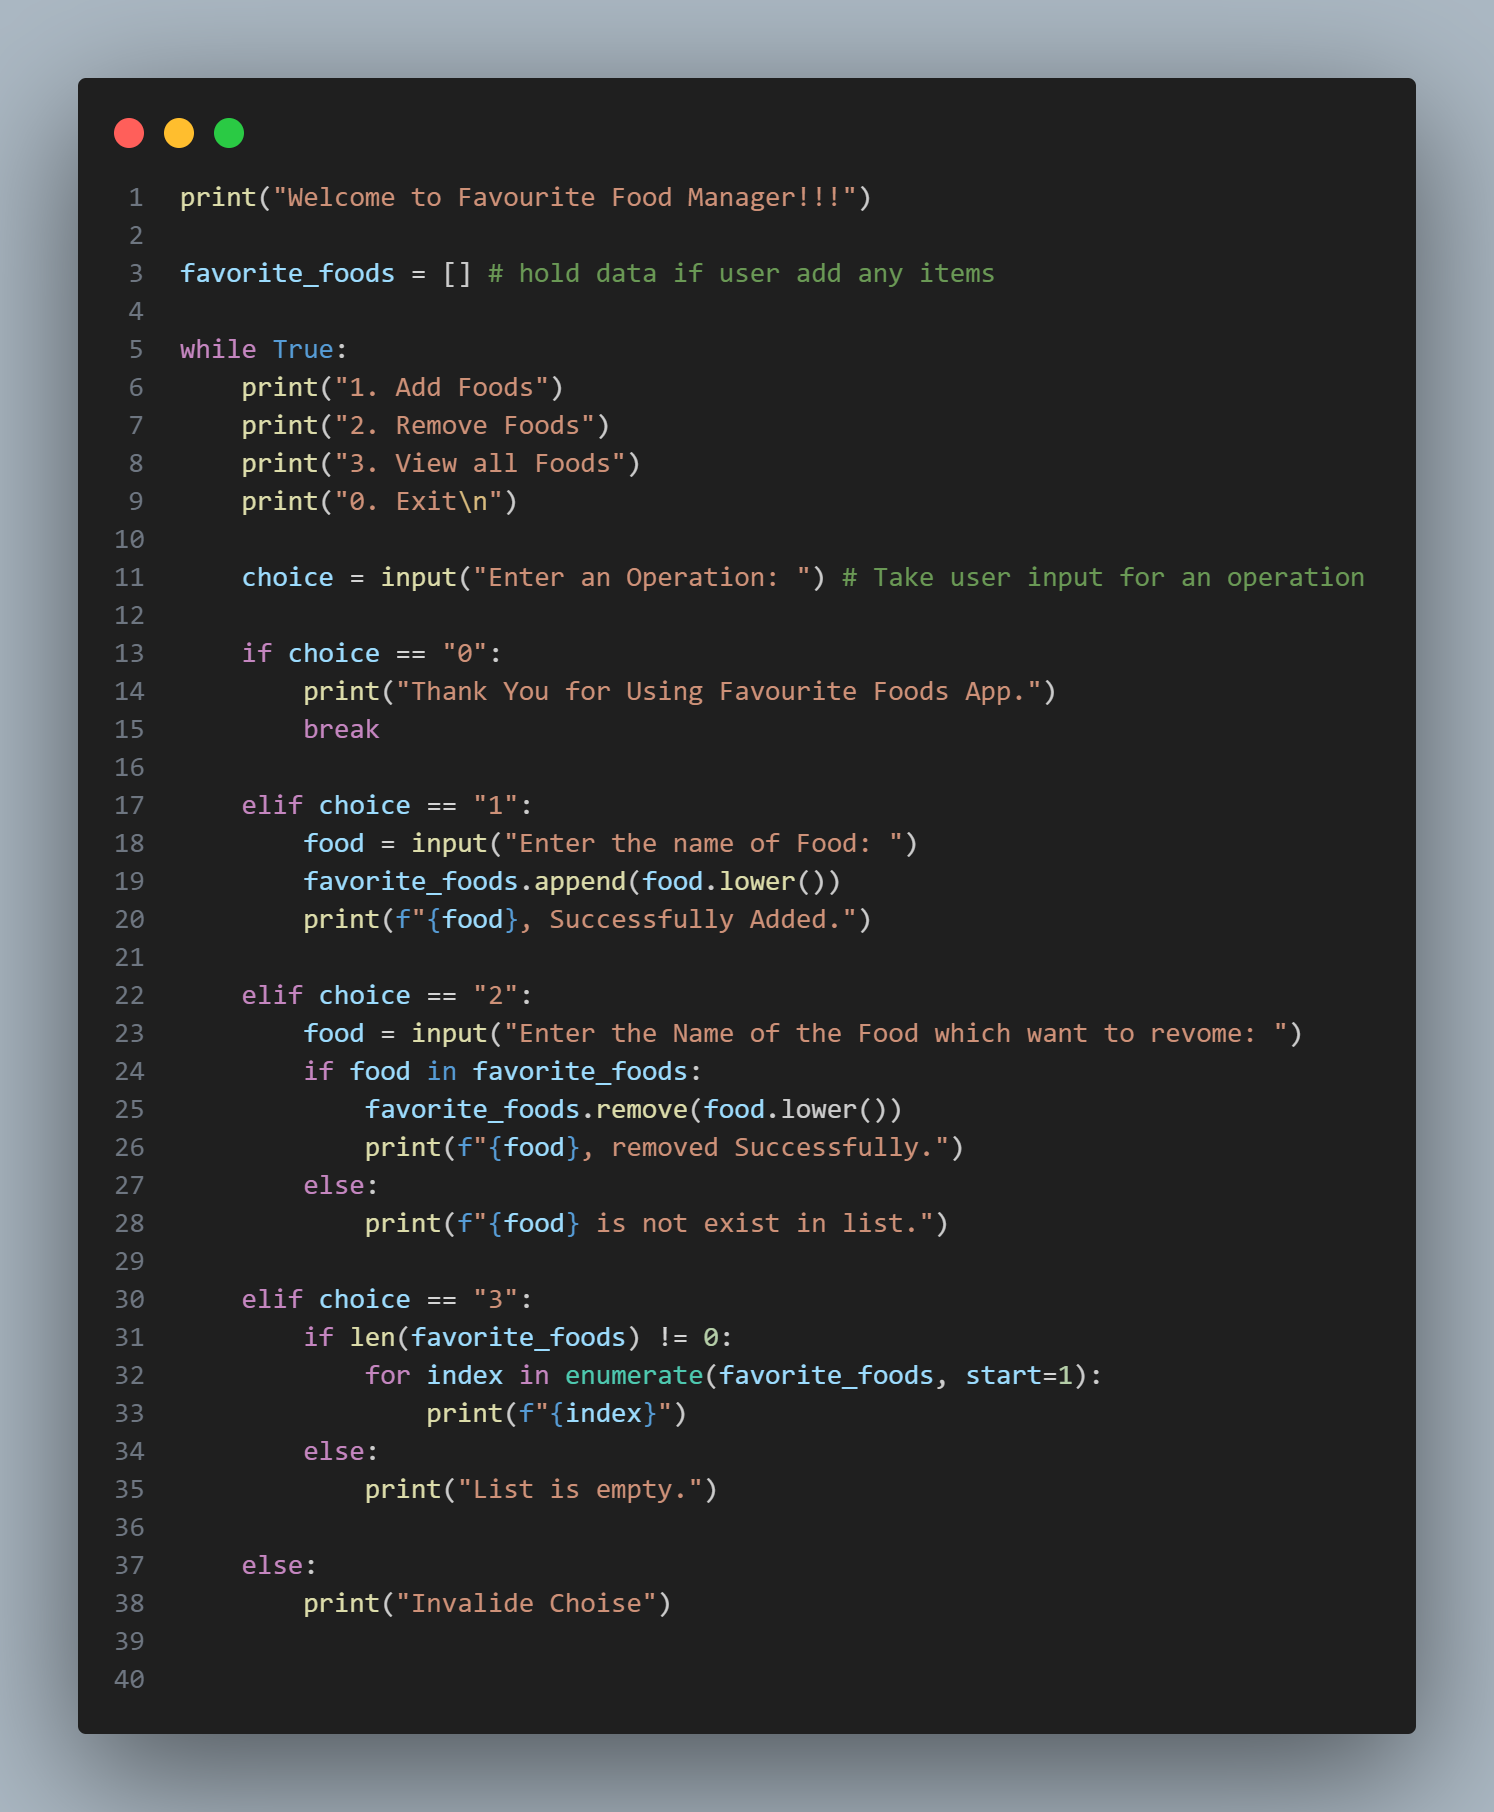 1 print("Welcome to Favourite Food Manager!!!")
2
3 favorite_foods = [] # hold data if user add any items
4
5 while True:
6     print("1. Add Foods")
7     print("2. Remove Foods")
8     print("3. View all Foods")
9     print("0. Exit\n")
10
11     choice = input("Enter an Operation: ") # Take user input for an operation
12
13     if choice == "0":
14         print("Thank You for Using Favourite Foods App.")
15         break
16
17     elif choice == "1":
18         food = input("Enter the name of Food: ")
19         favorite_foods.append(food.lower())
20         print(f"{food}, Successfully Added.")
21
22     elif choice == "2":
23         food = input("Enter the Name of the Food which want to revome: ")
24         if food in favorite_foods:
25             favorite_foods.remove(food.lower())
26             print(f"{food}, removed Successfully.")
27         else:
28             print(f"{food} is not exist in list.")
29
30     elif choice == "3":
31         if len(favorite_foods) != 0:
32             for index in enumerate(favorite_foods, start=1):
33                 print(f"{index}")
34         else:
35             print("List is empty.")
36
37     else:
38         print("Invalide Choise")
39
40